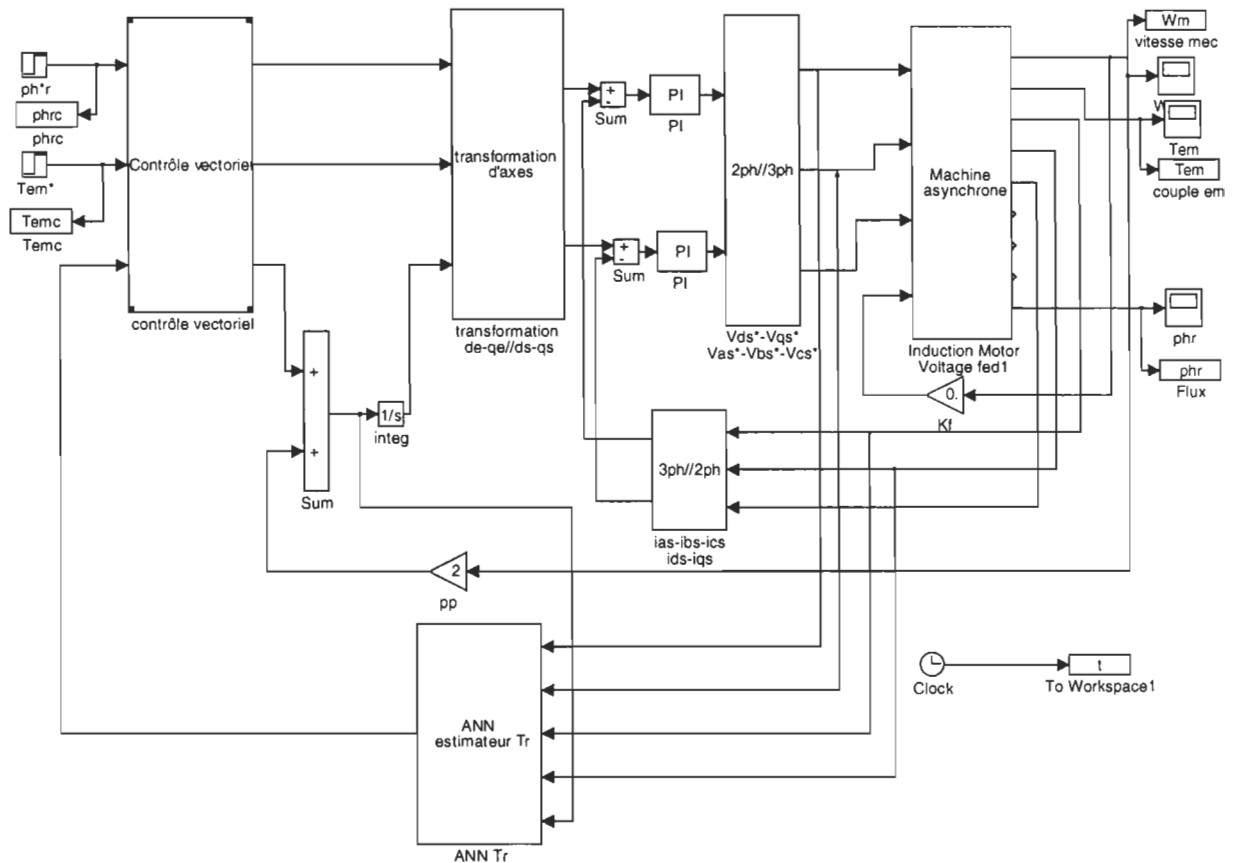 ph*r
phrc
phrc
Tem*
Temc
Temc
Contrôle vectoriel
contrôle vectoriel
+
+
Sum
1/s
integ
transformation
d'axes
transformation
de-qe//ds-qs
+
-
Sum
PI
PI
+
-
Sum
PI
PI
2ph//3ph
Vds*-Vqs*
Vas*-Vbs*-Vcs*
Machine
asynchrone
Induction Motor
Voltage fed1
0.
Kf
Wm
vitesse mec
Tem
Tem
couple em
phr
phr
Flux
3ph//2ph
ias-ibs-ics
ids-iqs
2
pp
ANN
estimateur Tr
ANN Tr
Clock
t
To Workspace1